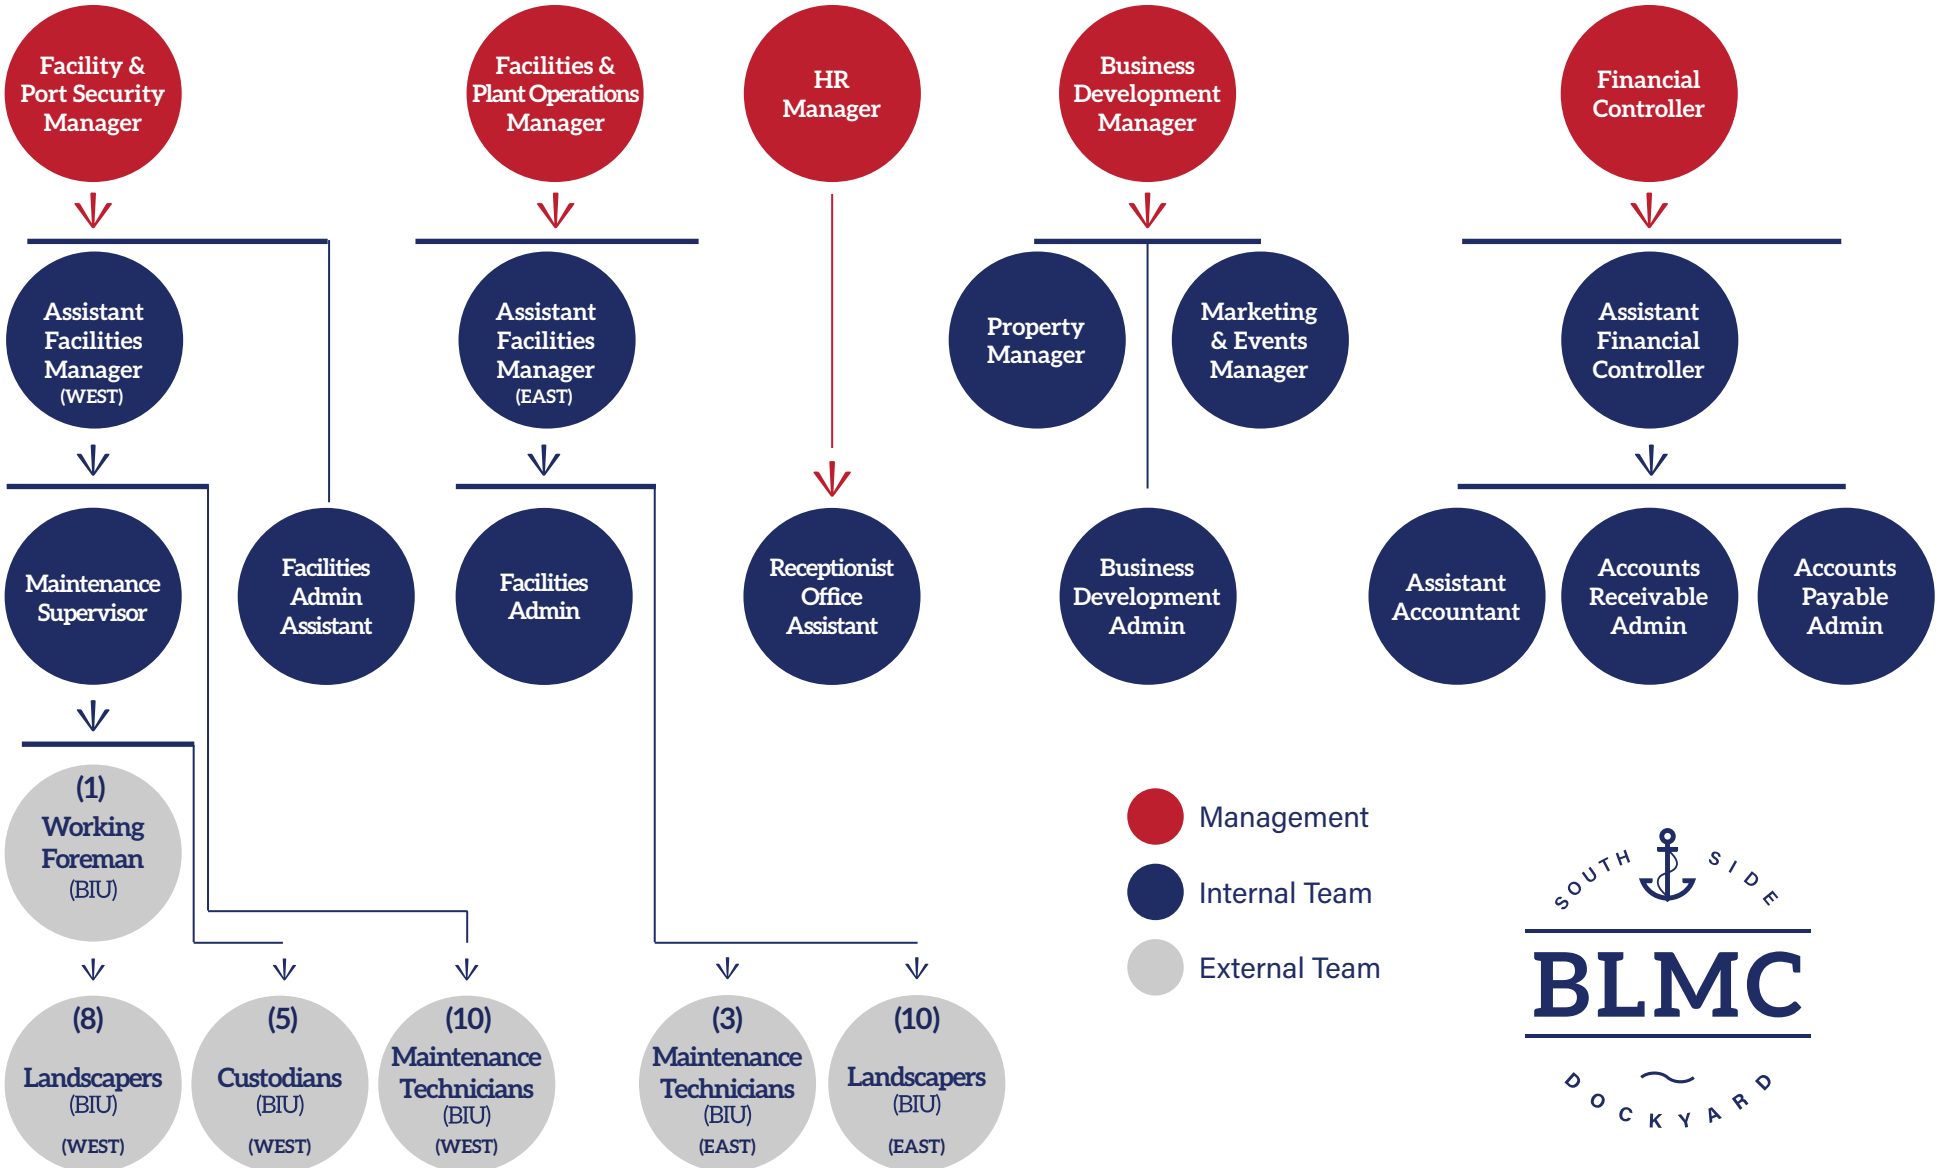 Facility &
Port Security
Manager
Facilities &
Plant Operations
Manager
HR
Manager
Business
Development
Manager
Financial
Controller
Assistant
Facilities
Manager
(WEST)
Assistant
Facilities
Manager
(EAST)
Property
Manager
Marketing
& Events
Manager
Assistant
Financial
Controller
Maintenance
Supervisor
Facilities
Admin
Assistant
Facilities
Admin
Receptionist
Office
Assistant
Business
Development
Admin
Assistant
Accountant
Accounts
Receivable
Admin
Accounts
Payable
Admin
(1)
Working
Foreman
(BIU)
(8)
Landscapers
(BIU)
(WEST)
(5)
Custodians
(BIU)
(WEST)
(10)
Maintenance
Technicians
(BIU)
(WEST)
(3)
Maintenance
Technicians
(BIU)
(EAST)
(10)
Landscapers
(BIU)
(EAST)
Management
Internal Team
External Team
SOUTH SIDE
BLMC
DOCKYARD